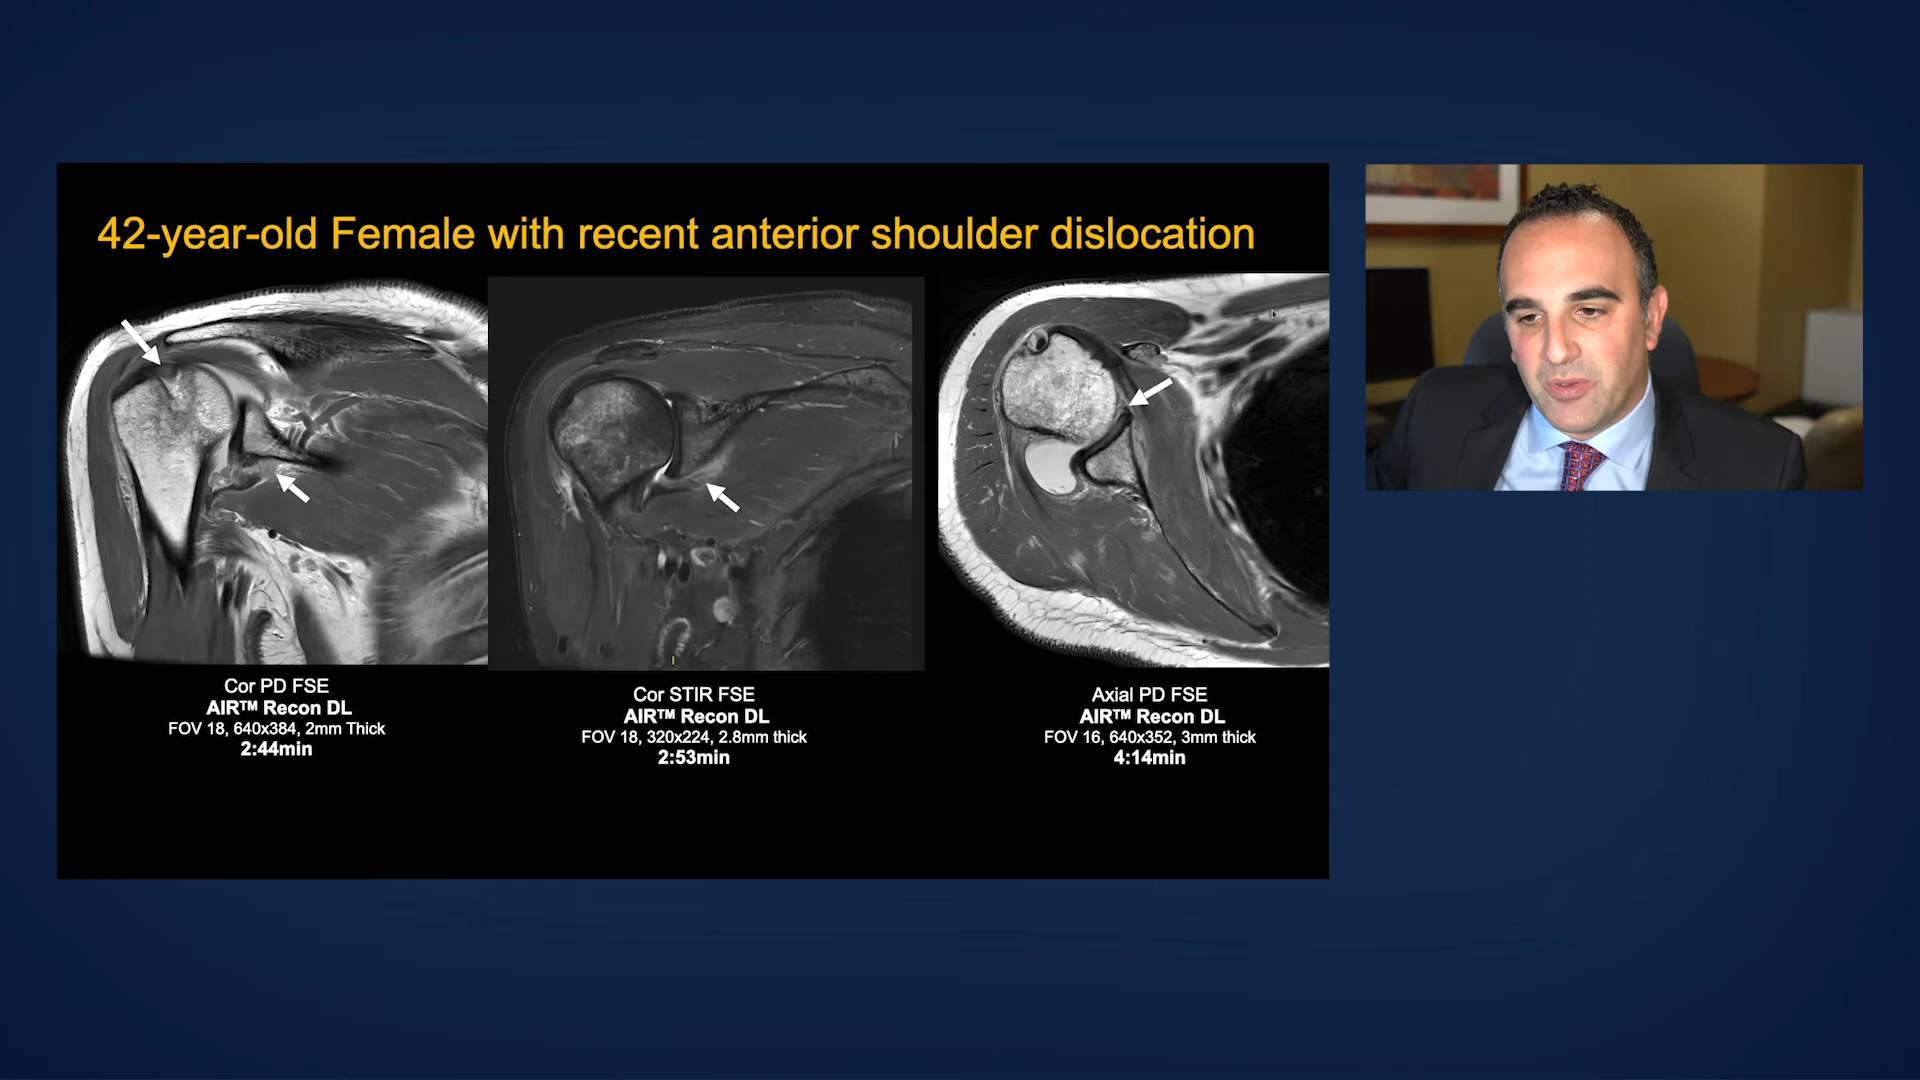 42-year-old Female with recent anterior shoulder dislocation
Cor PD FSE
AIR™ Recon DL
FOV 18, 640x384, 2mm Thick
2:44min
Cor STIR FSE
AIR™ Recon DL
FOV 18, 320x224, 2.8mm thick
2:53min
Axial PD FSE
AIR™ Recon DL
FOV 16, 640x352, 3mm thick
4:14min